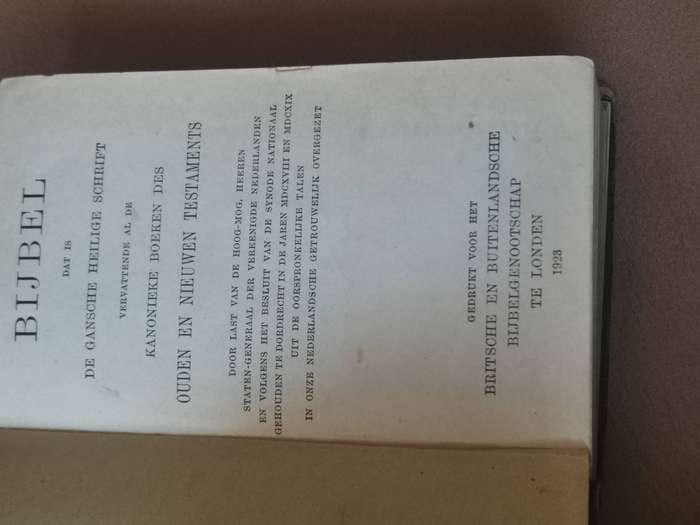 BIJBEL
DAT IS
DE GANSCHE HEILIGE SCHRIFT
VERVATTENDE AL DE
KANONIEKE BOEKEN DES
OUDEN EN NIEUWEN TESTAMENTS
DOOR LAST VAN DE HOOG-MOG. HEEREN
STATEN-GENERAAL DER VEREENIGDE NEDERLANDEN
EN VOLGENS HET BESLUIT VAN DE SYNODE NATIONAAL
GEHOUDEN TE DORDRECHT IN DE JAREN MDCXVIII EN MDCXIX
UIT DE OORSPRONKELIJKE TALEN
IN ONZE NEDERLANDSCHE GETROUWELIJK OVERGEZET
GEDRUKT VOOR HET
BRITSCHE EN BUITENLANDSCHE
BIJBELGENOOTSCHAP
TE LONDEN
1923